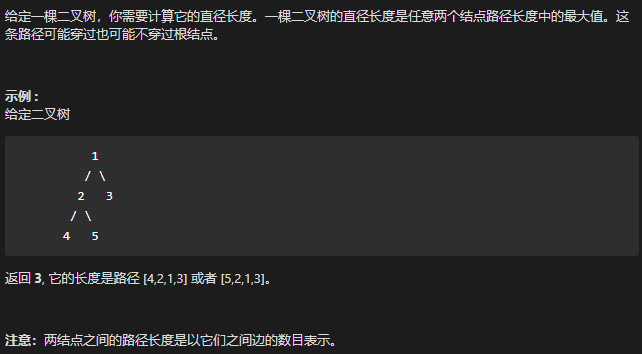 给定一棵二叉树，你需要计算它的直径长度。一棵二叉树的直径长度是任意两个结点路径长度中的最大值。这
条路径可能穿过也可能不穿过根结点。
示例 :
给定二叉树
1
/ \
2   3
/ \
4   5
返回 3, 它的长度是路径 [4,2,1,3] 或者 [5,2,1,3]。
注意：两结点之间的路径长度是以它们之间边的数目表示。